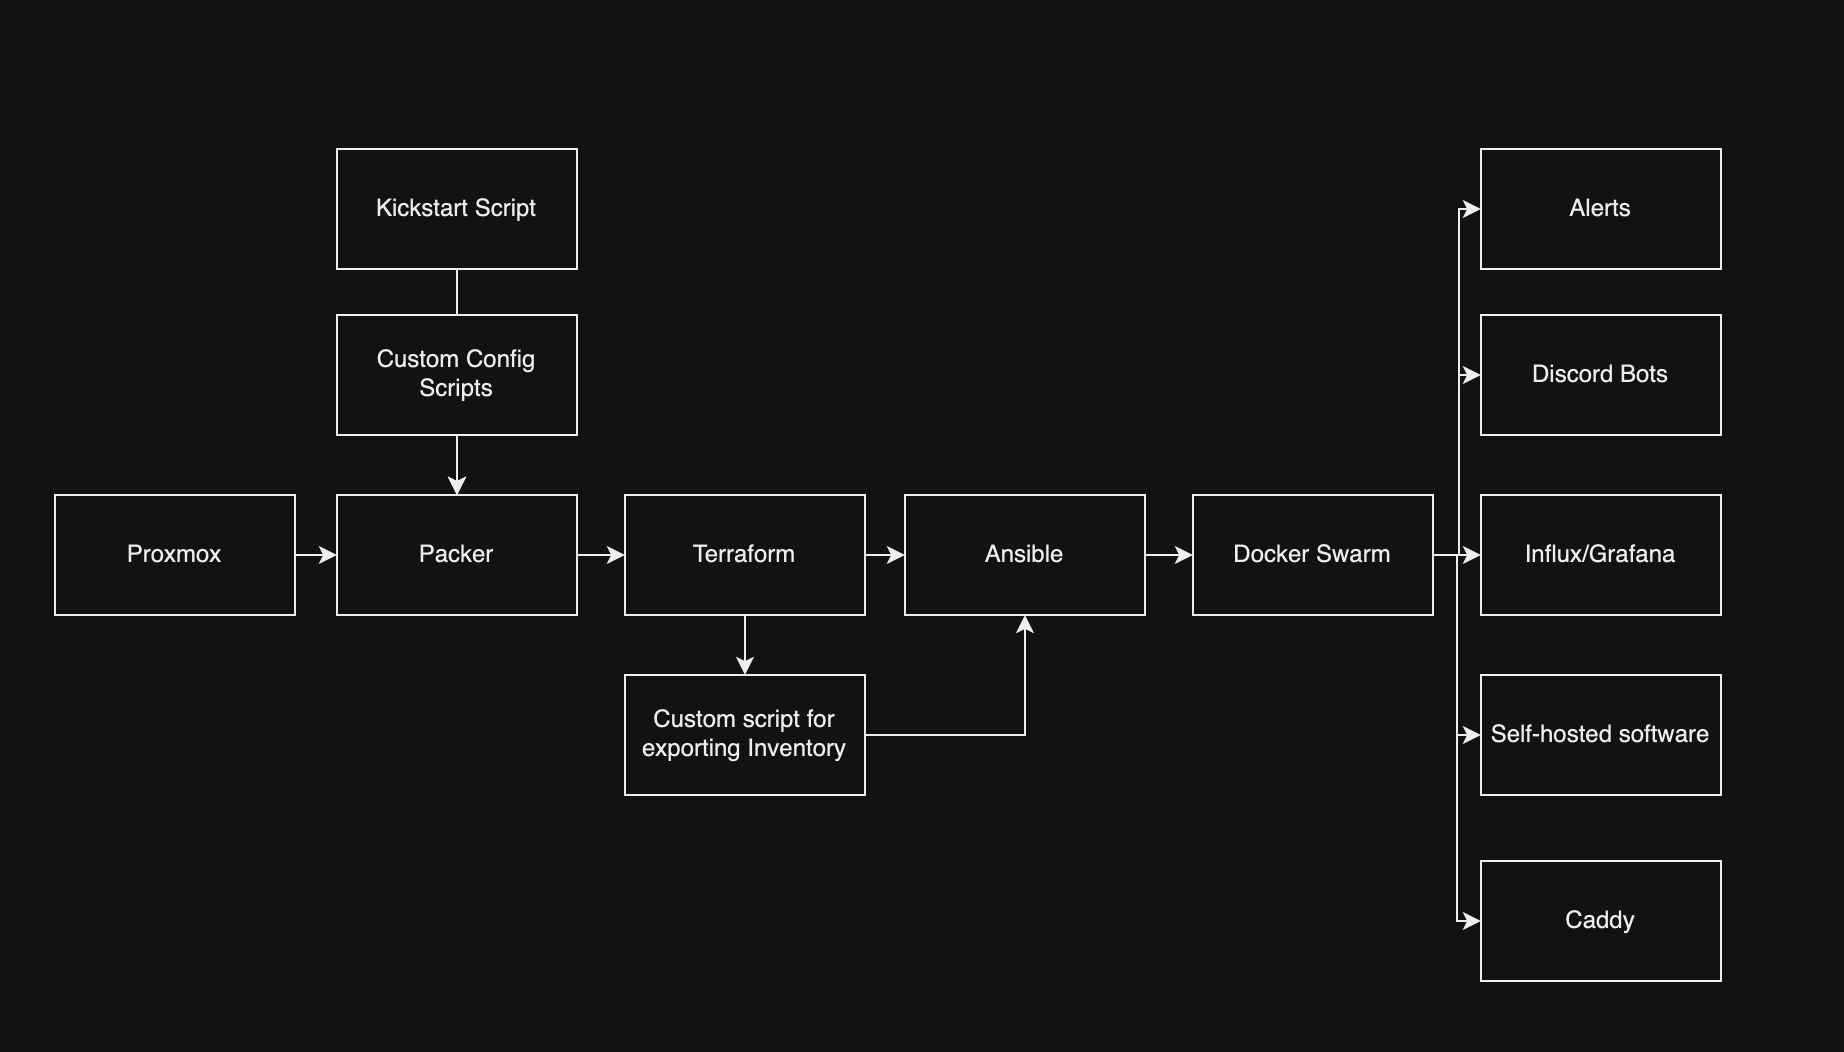 Kickstart Script
Alerts
Custom Config
Scripts
Discord Bots
Proxmox
Packer
Terraform
Ansible
Docker Swarm
Influx/Grafana
Custom script for
exporting Inventory
Self-hosted software
Caddy